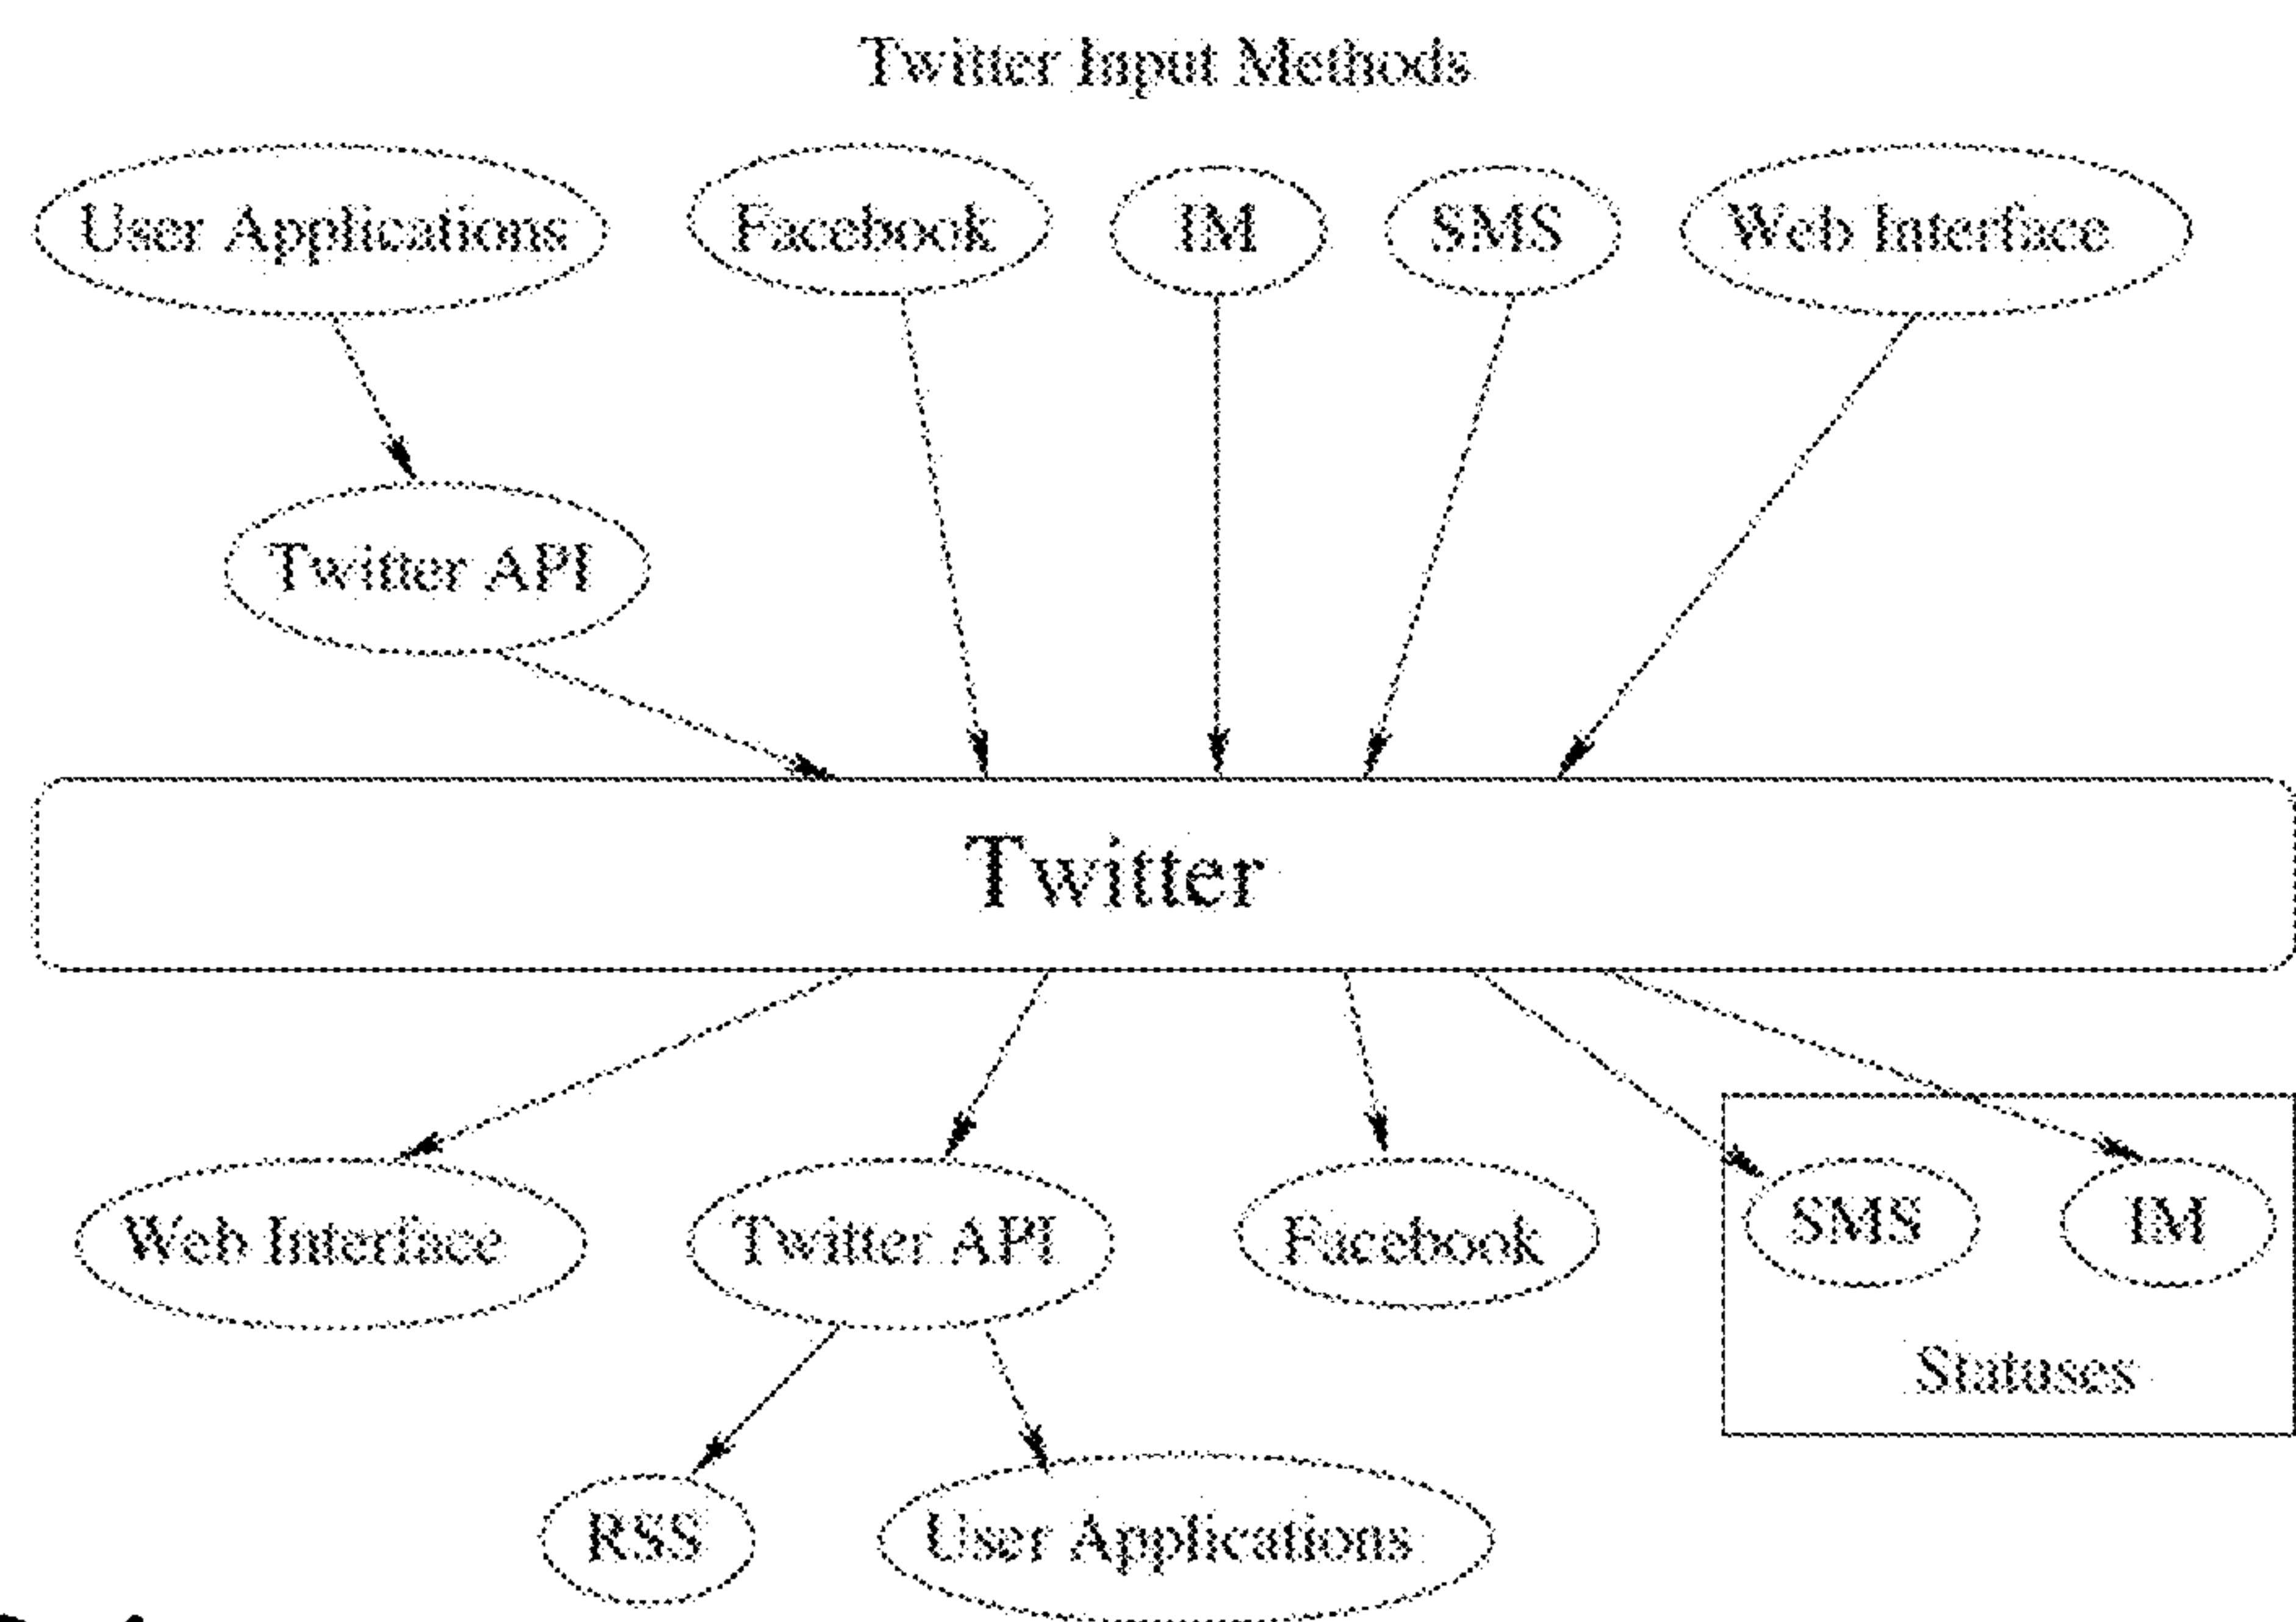 Twitter Input Methods
User Applications
Facebook
IM
SMS
Web Interface
Twitter API
Twitter
Web Interface
Twitter API
Facebook
SMS
IM
Statuses
RSS
User Applications